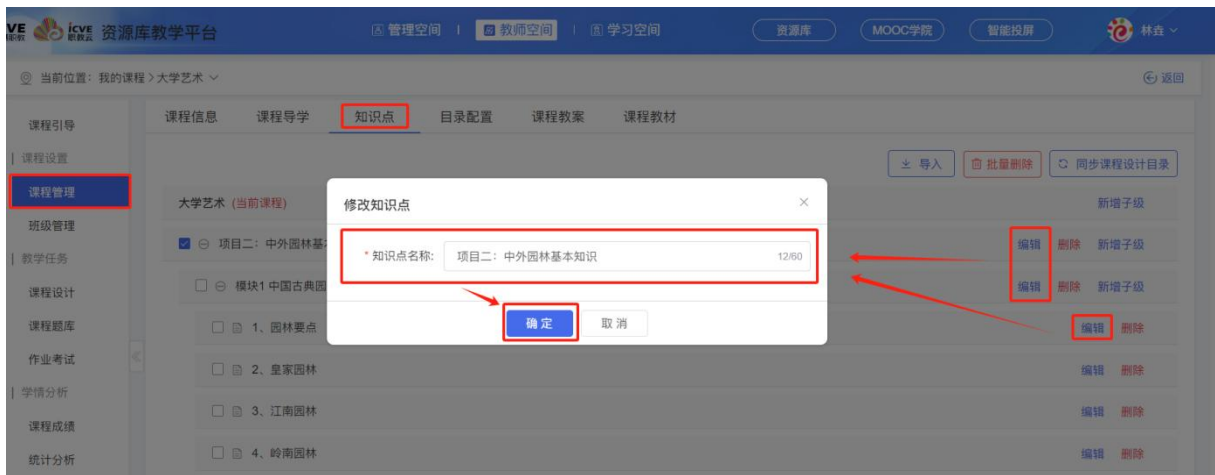 VE icve 资源库教学平台 管理空间 | 教师空间 | 学习空间 资源库 MOOC学院 智能投屏 林垚
职教 职教云
当前位置: 我的课程 > 大学艺术 返回
课程引导 课程信息 课程导学 知识点 目录配置 课程教案 课程教材
| 课程设置 导入 批量删除 同步课程设计目录
课程管理 大学艺术 (当前课程) 新增子级
修改知识点 ×
班级管理 项目二: 中外园林基 编辑 删除 新增子级
* 知识点名称: 项目二: 中外园林基本知识 12/60
| 教学任务
课程设计 模块1 中国古典园 编辑 删除 新增子级
课程题库 1、园林要点 编辑 删除
确定 取消
作业考试 2、皇家园林 编辑 删除
| 学情分析
课程成绩 3、江南园林 编辑 删除
统计分析 4、岭南园林 编辑 删除